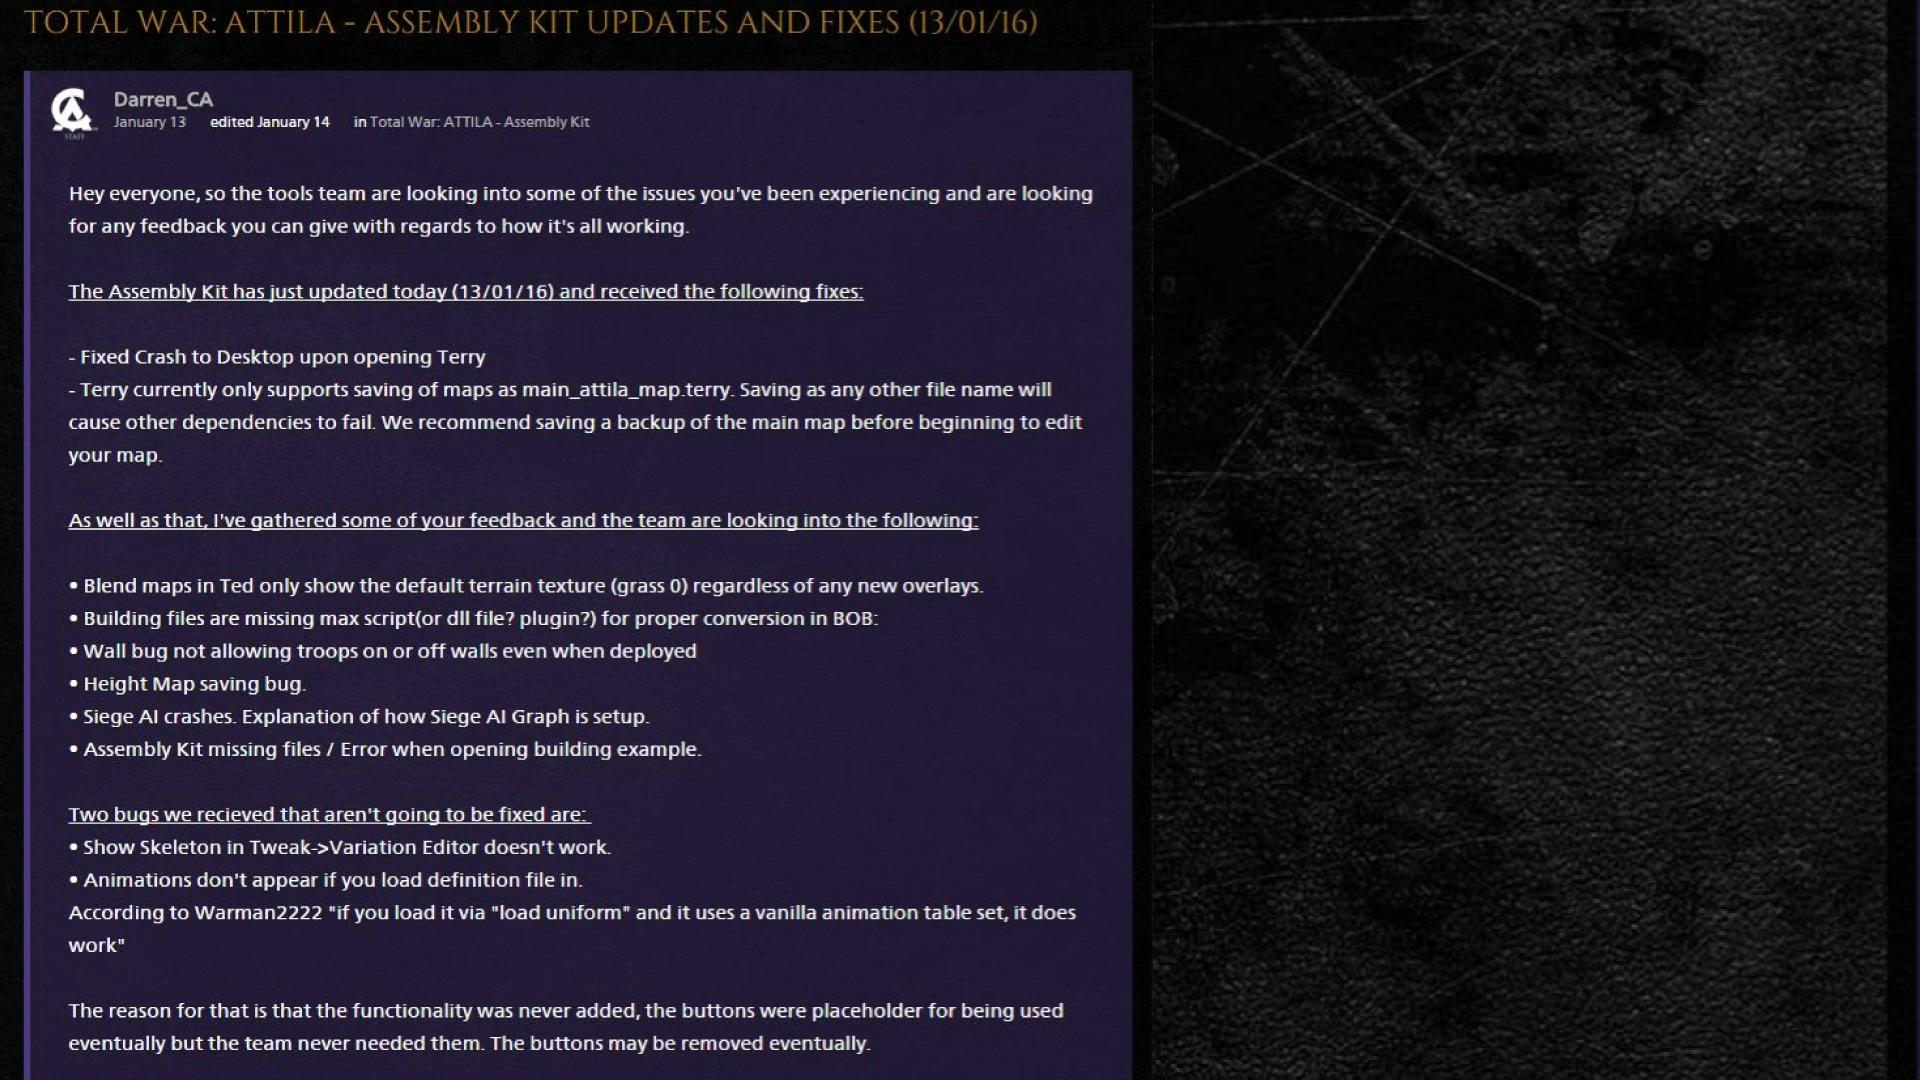 TOTAL WAR: ATTILA - ASSEMBLY KIT UPDATES AND FIXES (13/01/16)
Darren_CA
January 13 edited January 14 in Total War: ATTILA - Assembly Kit
STAFF
Hey everyone, so the tools team are looking into some of the issues you've been experiencing and are looking
for any feedback you can give with regards to how it's all working.
The Assembly Kit has just updated today (13/01/16) and received the following fixes:
- Fixed Crash to Desktop upon opening Terry
- Terry currently only supports saving of maps as main_attila_map.terry. Saving as any other file name will
cause other dependencies to fail. We recommend saving a backup of the main map before beginning to edit
your map.
As well as that, I've gathered some of your feedback and the team are looking into the following:
• Blend maps in Ted only show the default terrain texture (grass 0) regardless of any new overlays.
• Building files are missing max script(or dll file? plugin?) for proper conversion in BOB:
• Wall bug not allowing troops on or off walls even when deployed
• Height Map saving bug.
• Siege AI crashes. Explanation of how Siege AI Graph is setup.
• Assembly Kit missing files / Error when opening building example.
Two bugs we recieved that aren't going to be fixed are:
• Show Skeleton in Tweak->Variation Editor doesn't work.
• Animations don't appear if you load definition file in.
According to Warman2222 "if you load it via "load uniform" and it uses a vanilla animation table set, it does
work"
The reason for that is that the functionality was never added, the buttons were placeholder for being used
eventually but the team never needed them. The buttons may be removed eventually.